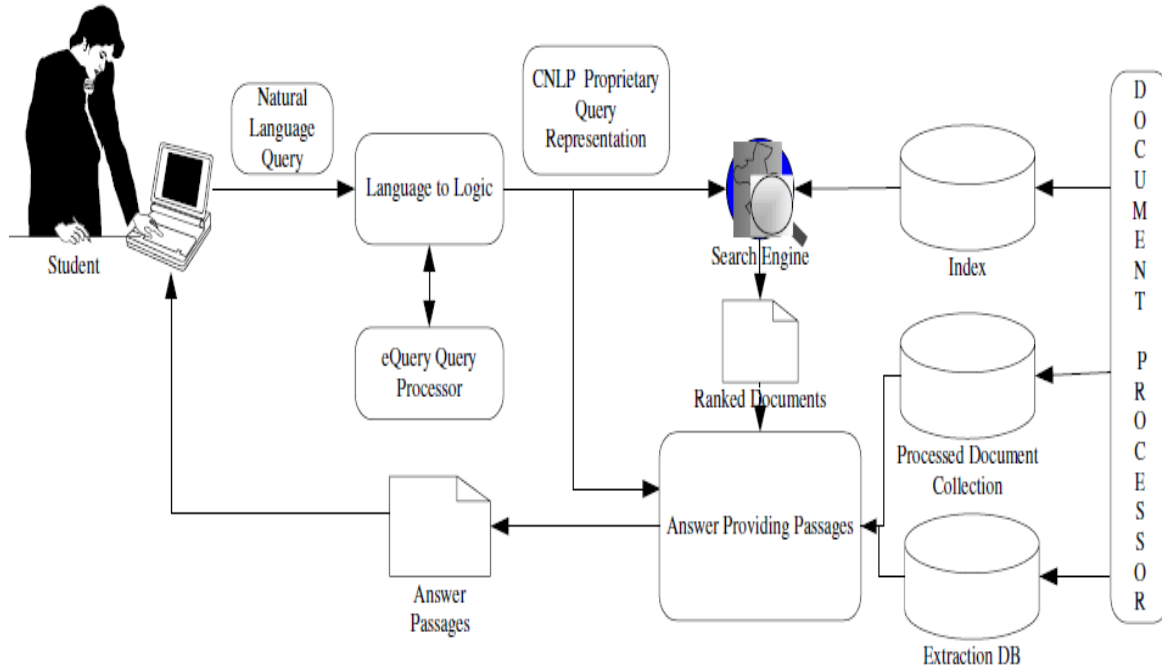 Natural
Language
Query
CNLP Proprietary
Query
Representation
Language to Logic
Student
Search Engine
Index
eQuery Query
Processor
Ranked Documents
Processed Document
Collection
Answer Providing Passages
Answer
Passages
Extraction DB
D
O
C
U
M
E
N
T
P
R
O
C
E
S
S
O
R